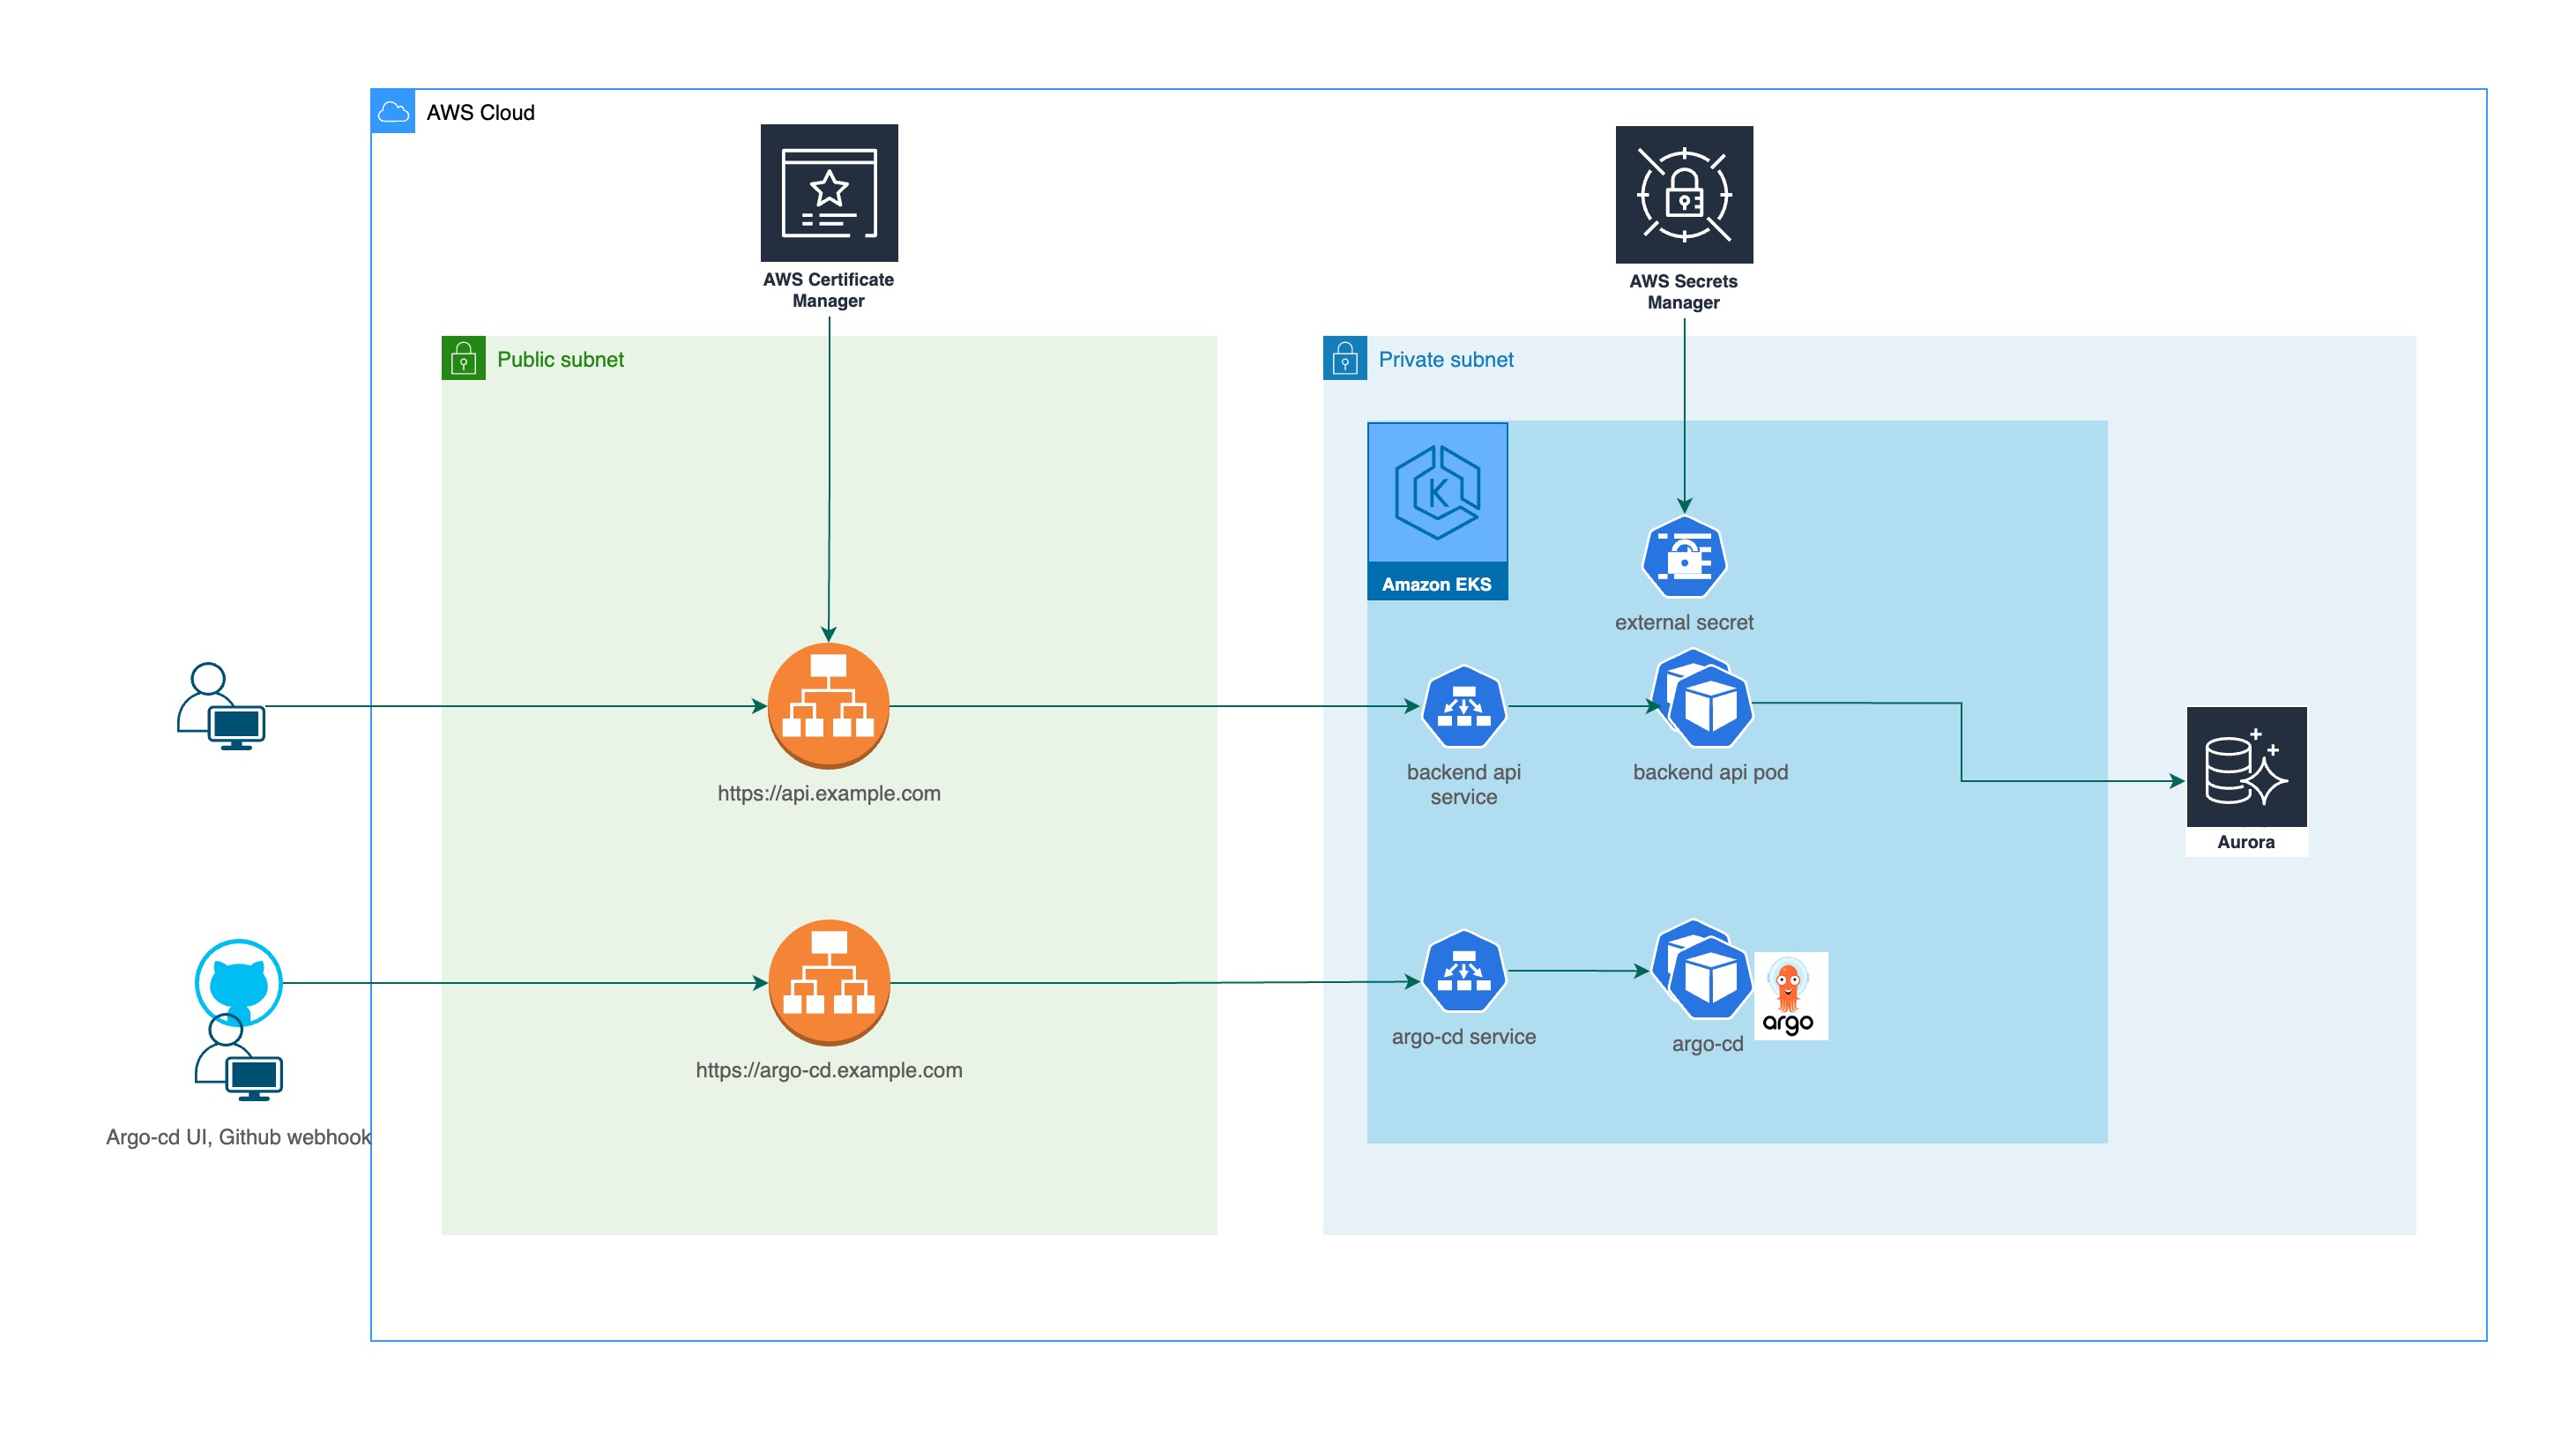 AWS Cloud
AWS Certificate
Manager
AWS Secrets
Manager
Public subnet
Private subnet
Amazon EKS
external secret
https://api.example.com
backend api
service
backend api pod
Aurora
https://argo-cd.example.com
argo-cd service
argo-cd
argo
Argo-cd UI, Github webhook